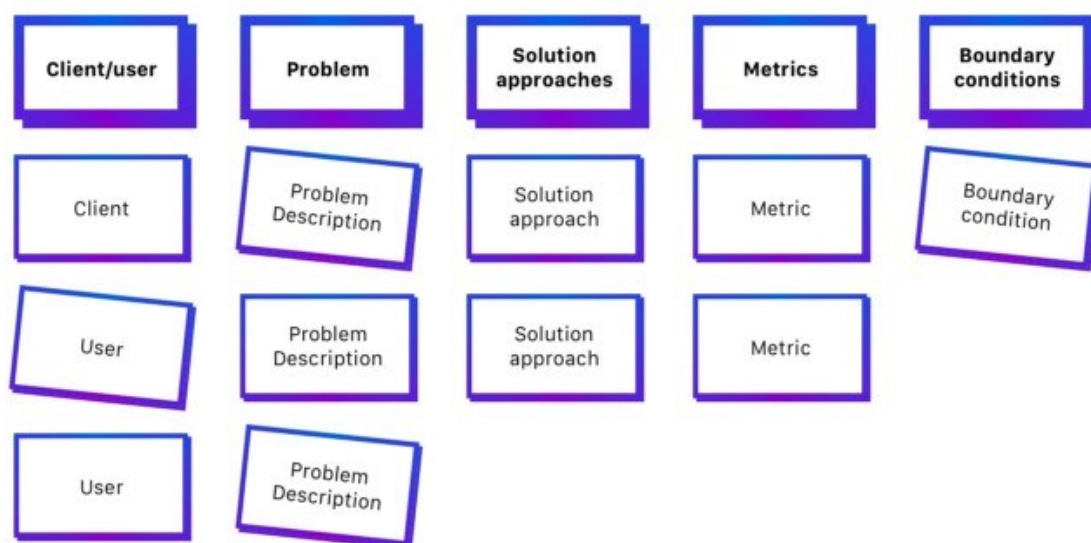 Client/user
Problem
Solution
approaches
Metrics
Boundary
conditions
Client
Problem
Description
Solution
approach
Metric
Boundary
condition
User
Problem
Description
Solution
approach
Metric
User
Problem
Description